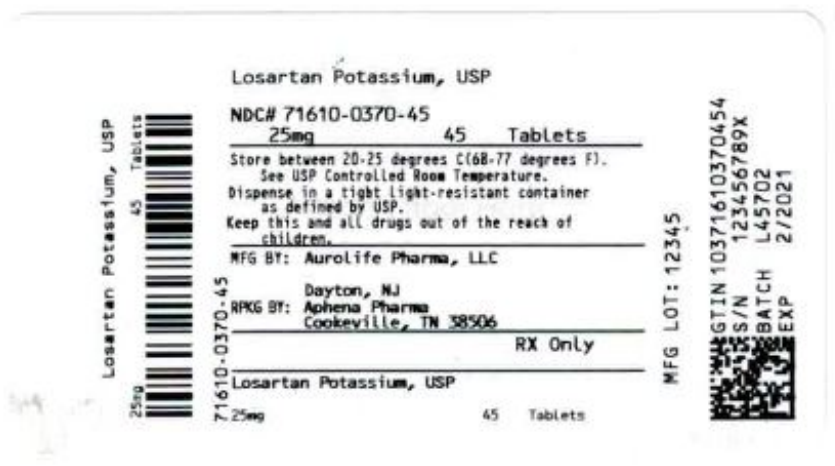 Losartan Potassium, USP
NDC# 71610-0370-45
25mg 45 Tablets
Store between 20-25 degrees C(68-77 degrees F).
See USP Controlled Room Temperature.
Dispense in a tight light-resistant container
as defined by USP.
Keep this and all drugs out of the reach of
children.
MFG BY: Aurolife Pharma, LLC
Dayton, NJ
RPKG BY: Aphena Pharma
Cookeville, TN 38506
RX Only
Losartan Potassium, USP
25mg 45 Tablets
Losartan Potassium, USP
25mg 45 Tablets
71610-0370-45
MFG LOT: 12345
GTIN 10371610370454
S/N 123456789X
BATCH L45702
EXP 2/2021